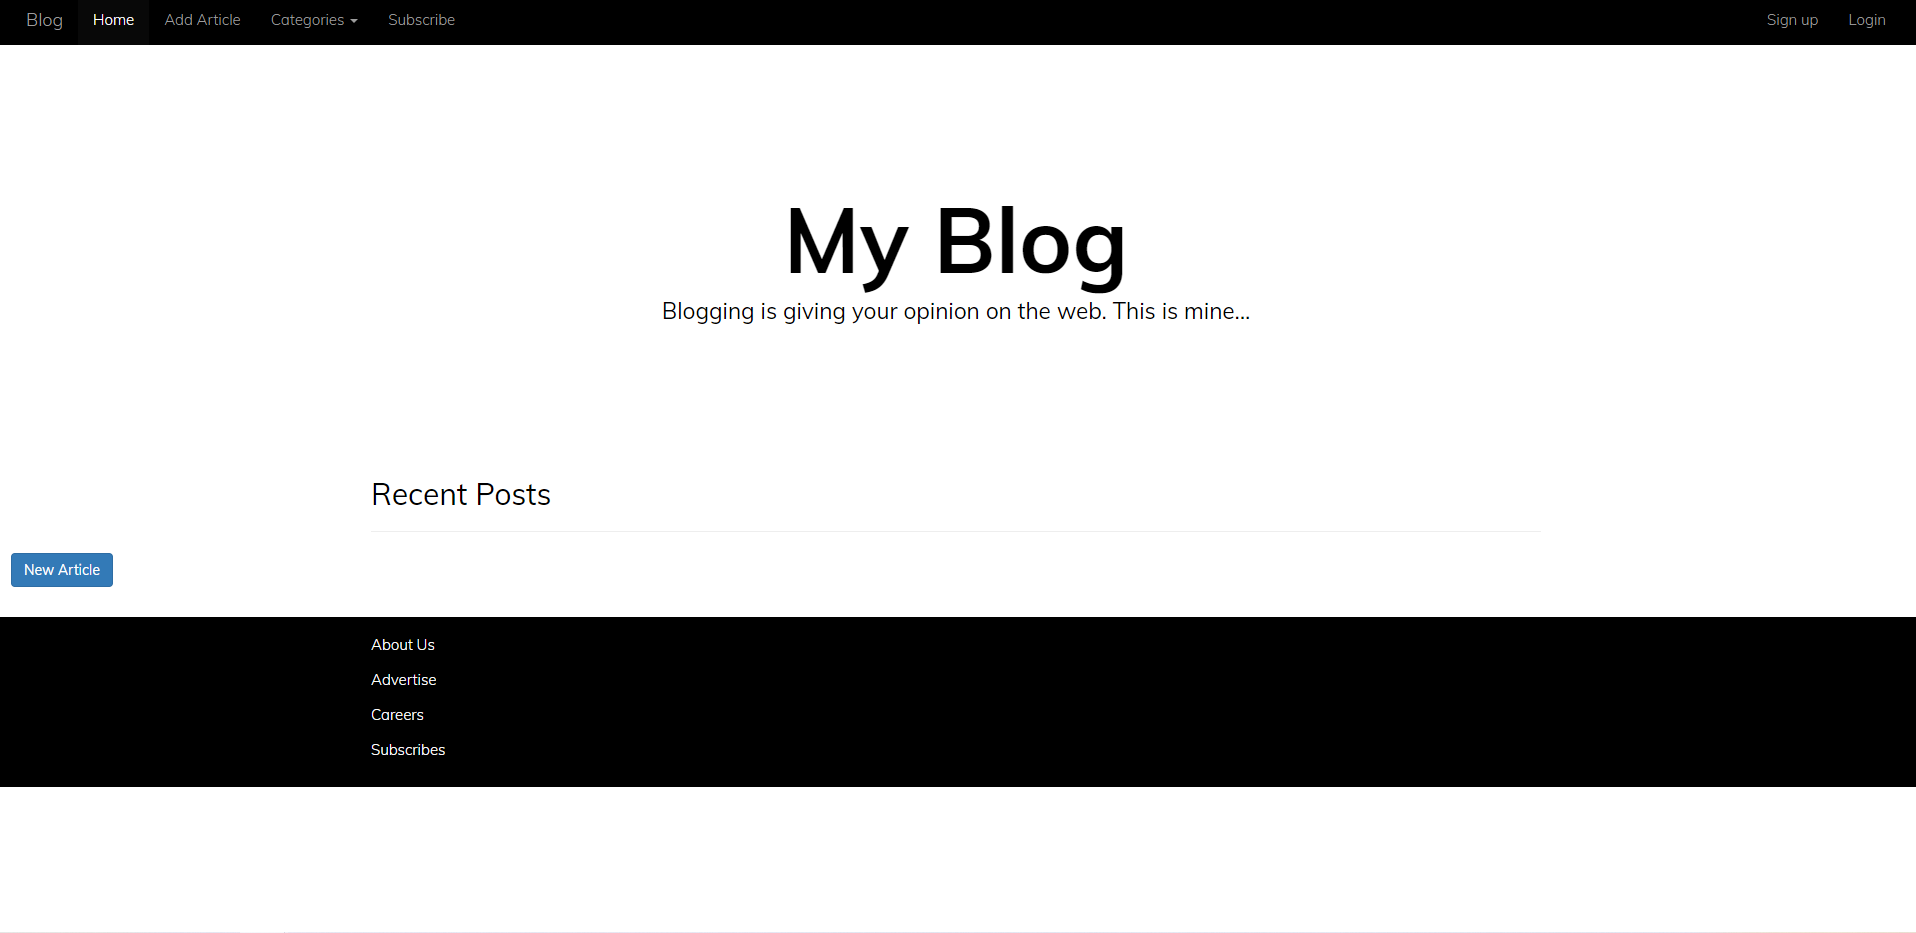 Blog Home Add Article Categories Subscribe Sign up Login
My Blog
Blogging is giving your opinion on the web. This is mine...
Recent Posts
New Article
About Us
Advertise
Careers
Subscribes